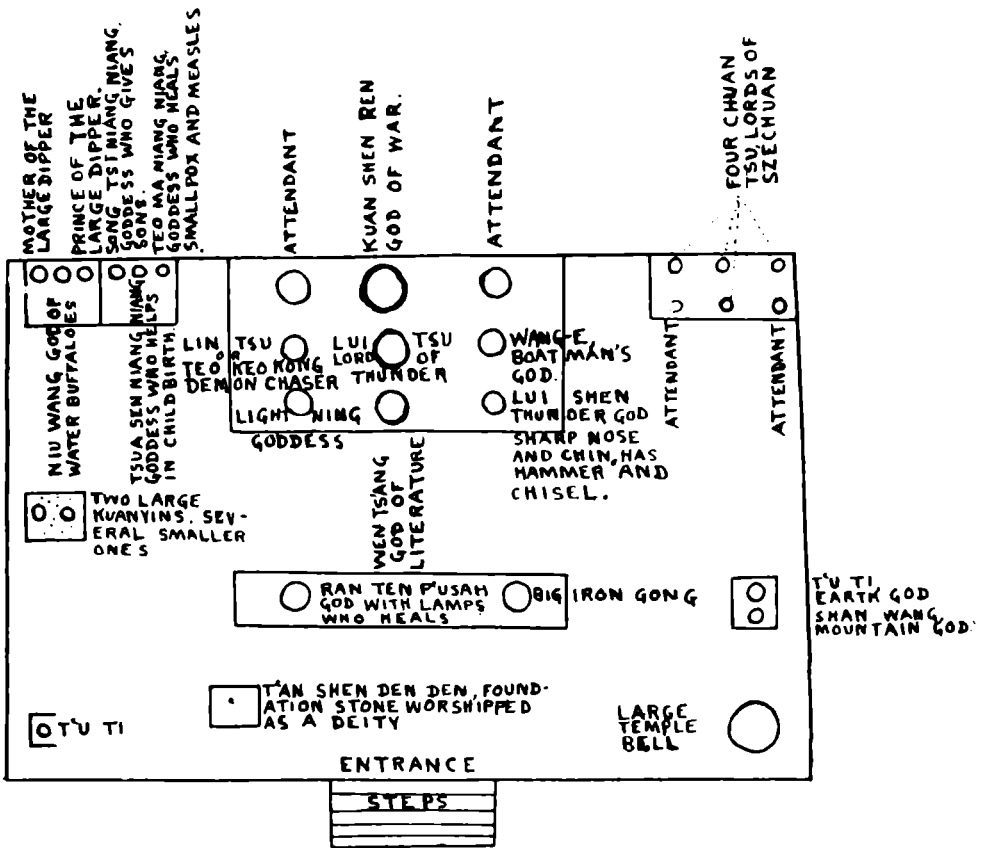 MOTHER OF THE
LARGE DIPPER
PRINCE OF THE
LARGE DIPPER.
SONG TSI NIANG NIANG.
GODDESS WHO GIVES
SONS.
TEO MA NIANG NIANG,
GODDESS WHO HEALS
SMALLPOX AND MEASLES
ATTENDANT
KUAN SHEN REN
GOD OF WAR.
ATTENDANT
FOUR CHUAN
TSU, LORDS OF
SZECHUAN
NIU WANG GOD OF
WATER BUFFALOES
TSUA SEN NIANG NIANG
GODDESS WHO HELPS
IN CHILDBIRTH.
LIN TSU
TEO OR KEO KONG
DEMON CHASER
LUI TSU
LORD OF
THUNDER
WANG-E,
BOATMAN'S
GOD.
LIGHTNING
GODDESS
LUI SHEN
THUNDER GOD
SHARP NOSE
AND CHIN, HAS
HAMMER AND
CHISEL.
ATTENDANT
ATTENDANT
WEN TS'ANG
GOD OF
LITERATURE
TWO LARGE
KUANYINS. SEV-
ERAL SMALLER
ONES
RAN TEN P'USAH
GOD WITH LAMPS
WHO HEALS
BIG IRON GONG
T'U TI,
EARTH GOD
SHAN WANG,
MOUNTAIN GOD.
T'AN SHEN DEN DEN, FOUND-
ATION STONE WORSHIPPED
AS A DEITY
T'U TI
LARGE
TEMPLE
BELL
ENTRANCE
STEPS